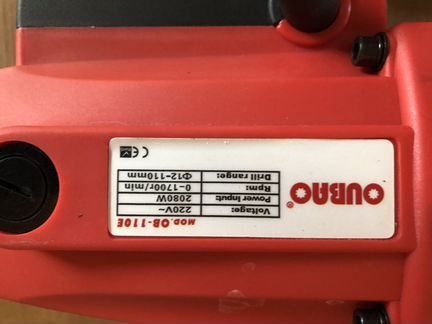 OUBAO®
MOD. OB-110E
Voltage: 220V~
Power Input: 2080W
Rpm: 0-1700r/min
Drill range: Φ12-110mm
CE